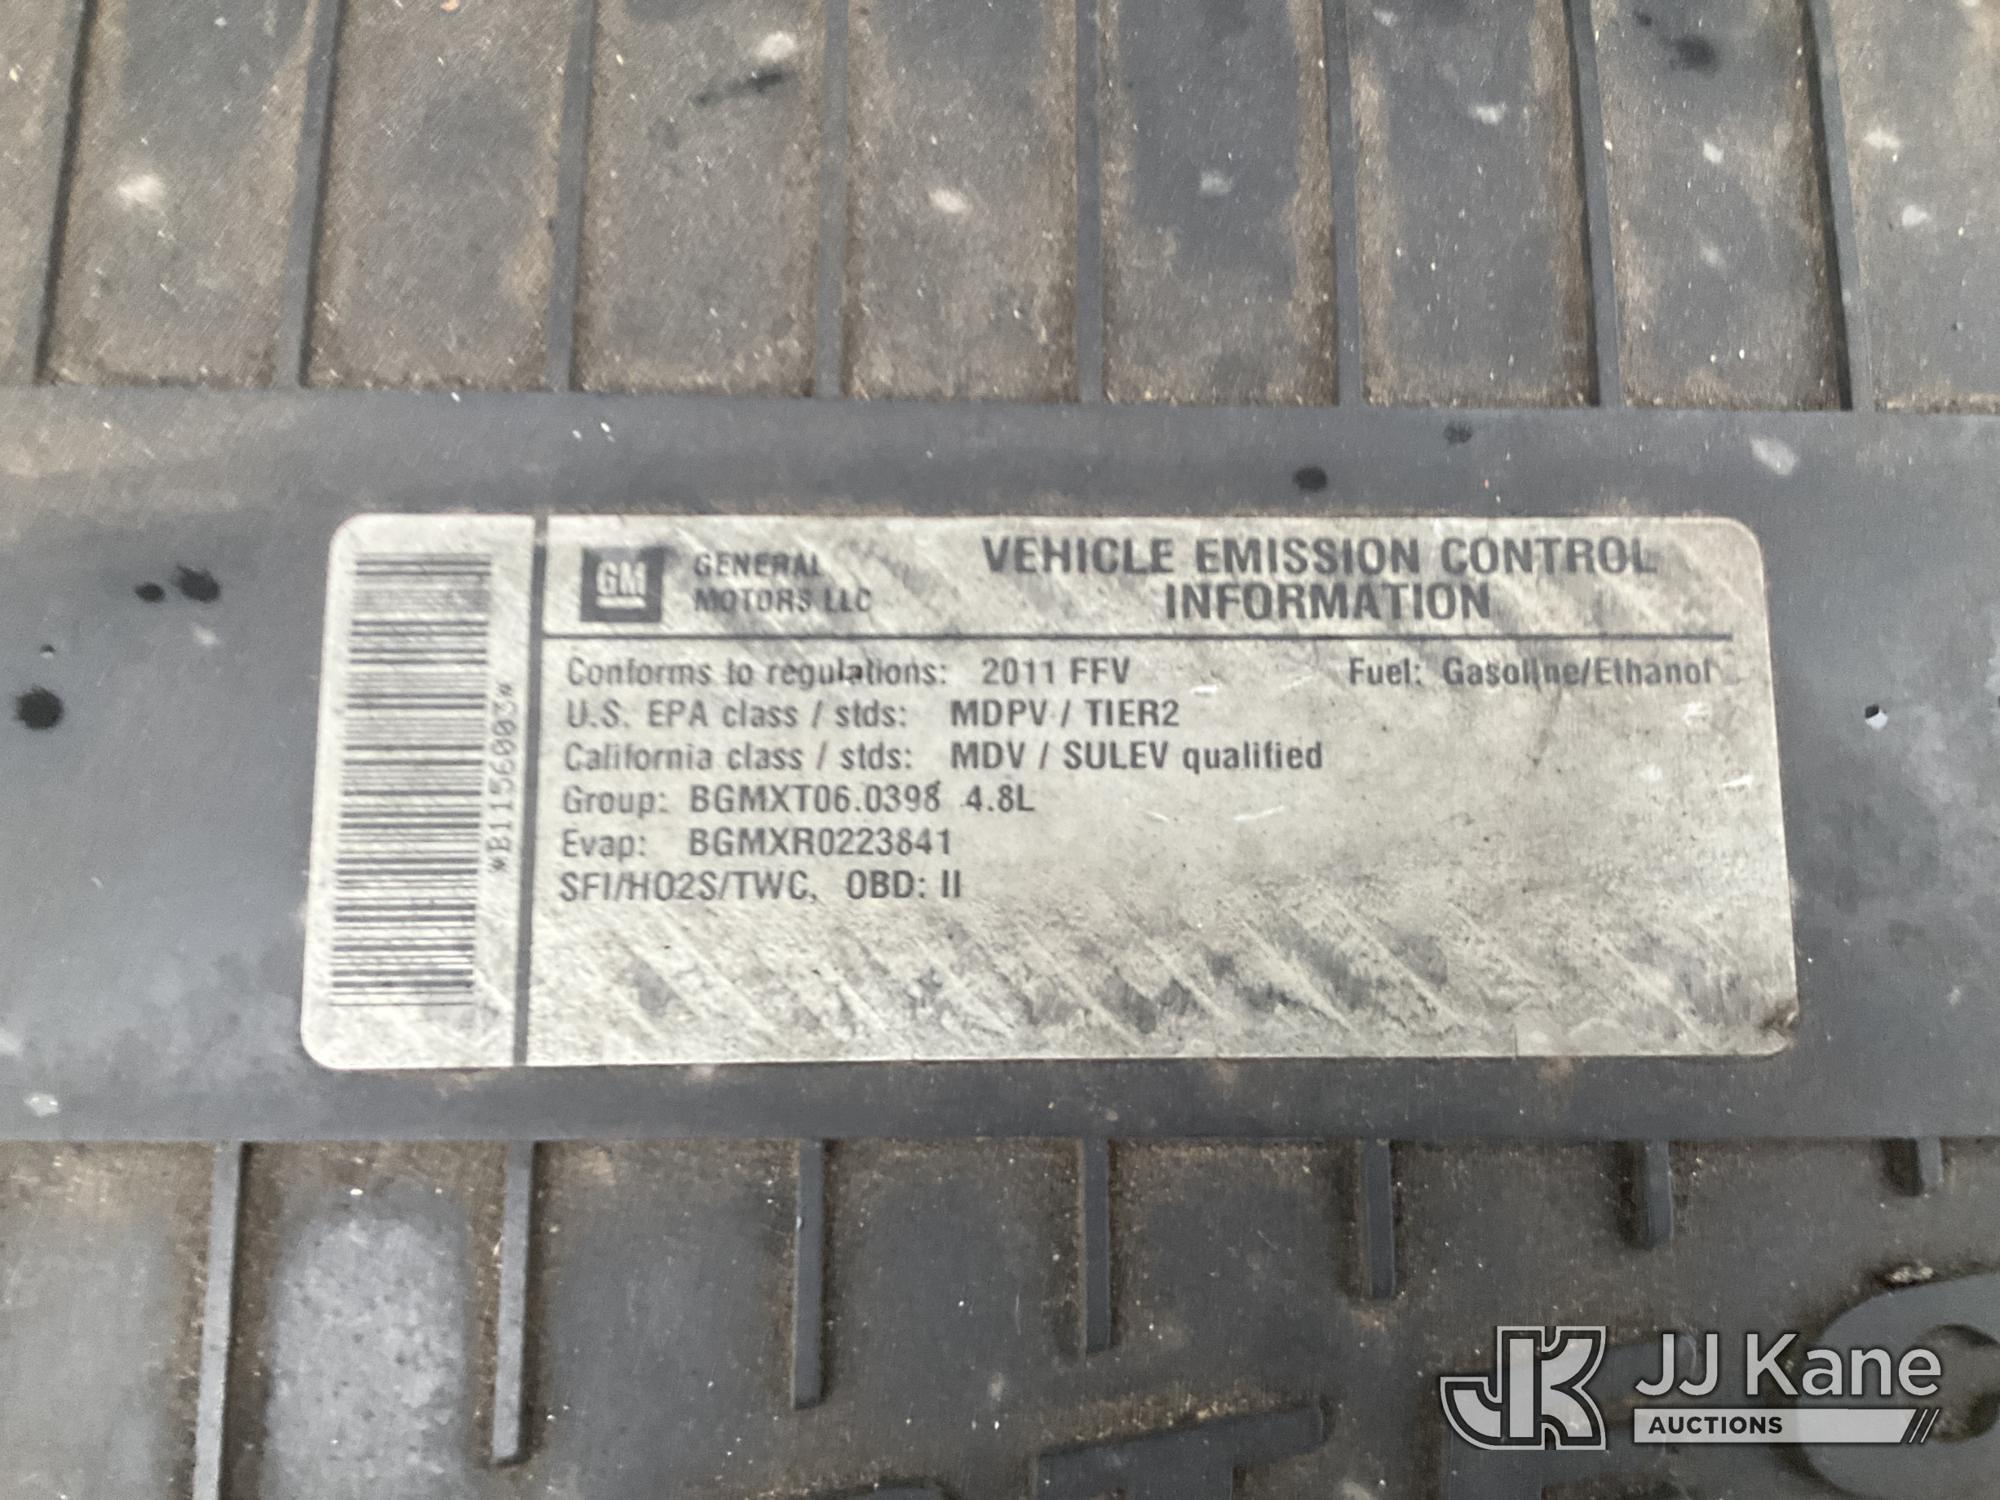 GM
GENERAL
MOTORS LLC
VEHICLE EMISSION CONTROL
INFORMATION
Conforms to regulations: 2011 FFV Fuel: Gasoline/Ethanol
U.S. EPA class / stds: MDPV / TIER2
California class / stds: MDV / SULEV qualified
Group: BGMXT06.0398 4.8L
Evap: BGMXR0223841
SFI/HO2S/TWC, OBD: II
*B11560003*
JK JJ Kane
AUCTIONS